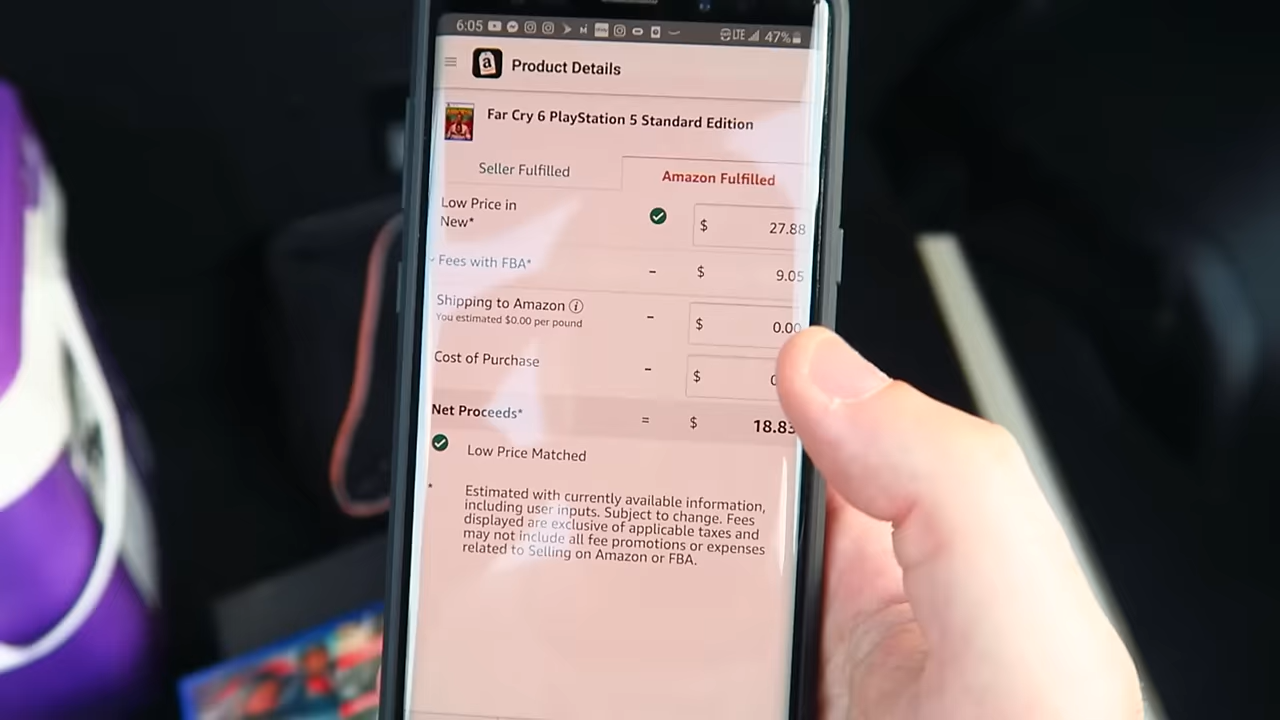 6:05 LTE 47%
a Product Details
Far Cry 6 PlayStation 5 Standard Edition
Seller Fulfilled Amazon Fulfilled
Low Price in
New* $ 27.88
Fees with FBA* - $ 9.05
Shipping to Amazon i - $ 0.00
You estimated $0.00 per pound
Cost of Purchase - $
Net Proceeds* = $ 18.83
Low Price Matched
* Estimated with currently available information,
including user inputs. Subject to change. Fees
displayed are exclusive of applicable taxes and
may not include all fee promotions or expenses
related to Selling on Amazon or FBA.